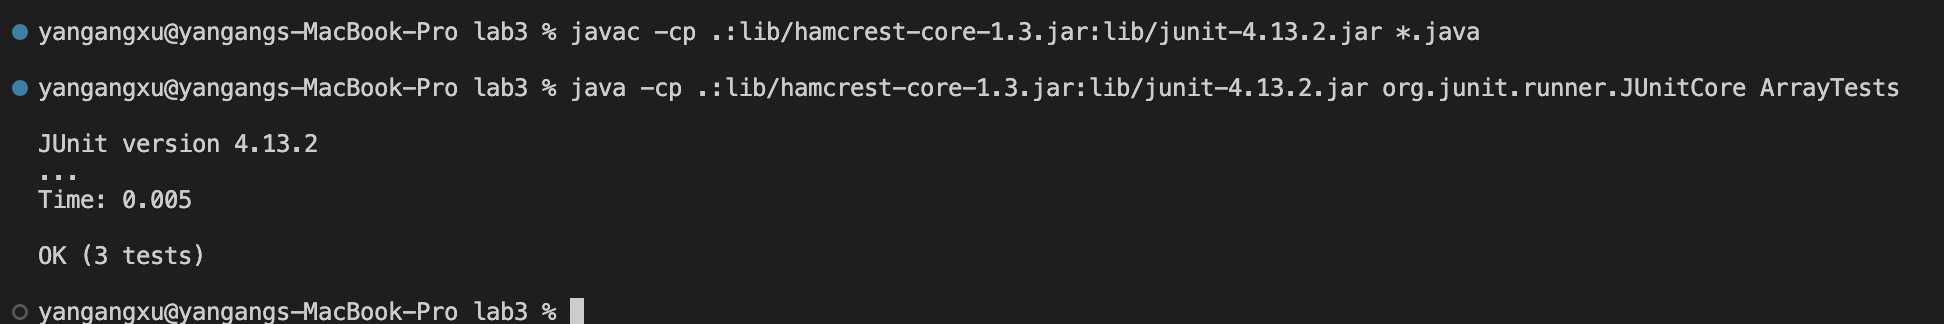 yangangxu@yangangs-MacBook-Pro lab3 % javac -cp .:lib/hamcrest-core-1.3.jar:lib/junit-4.13.2.jar *.java
yangangxu@yangangs-MacBook-Pro lab3 % java -cp .:lib/hamcrest-core-1.3.jar:lib/junit-4.13.2.jar org.junit.runner.JUnitCore ArrayTests
JUnit version 4.13.2
...
Time: 0.005
OK (3 tests)
yangangxu@yangangs-MacBook-Pro lab3 %